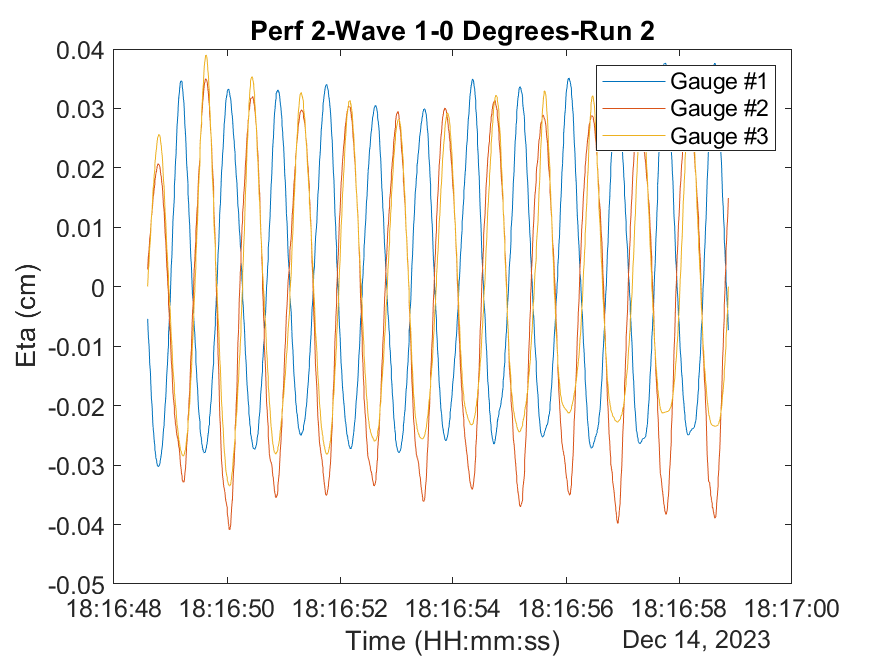 Perf 2-Wave 1-0 Degrees-Run 2
Gauge #1
Gauge #2
Gauge #3
Eta (cm)
0.04
0.03
0.02
0.01
0
-0.01
-0.02
-0.03
-0.04
-0.05
18:16:48 18:16:50 18:16:52 18:16:54 18:16:56 18:16:58 18:17:00
Time (HH:mm:ss)
Dec 14, 2023